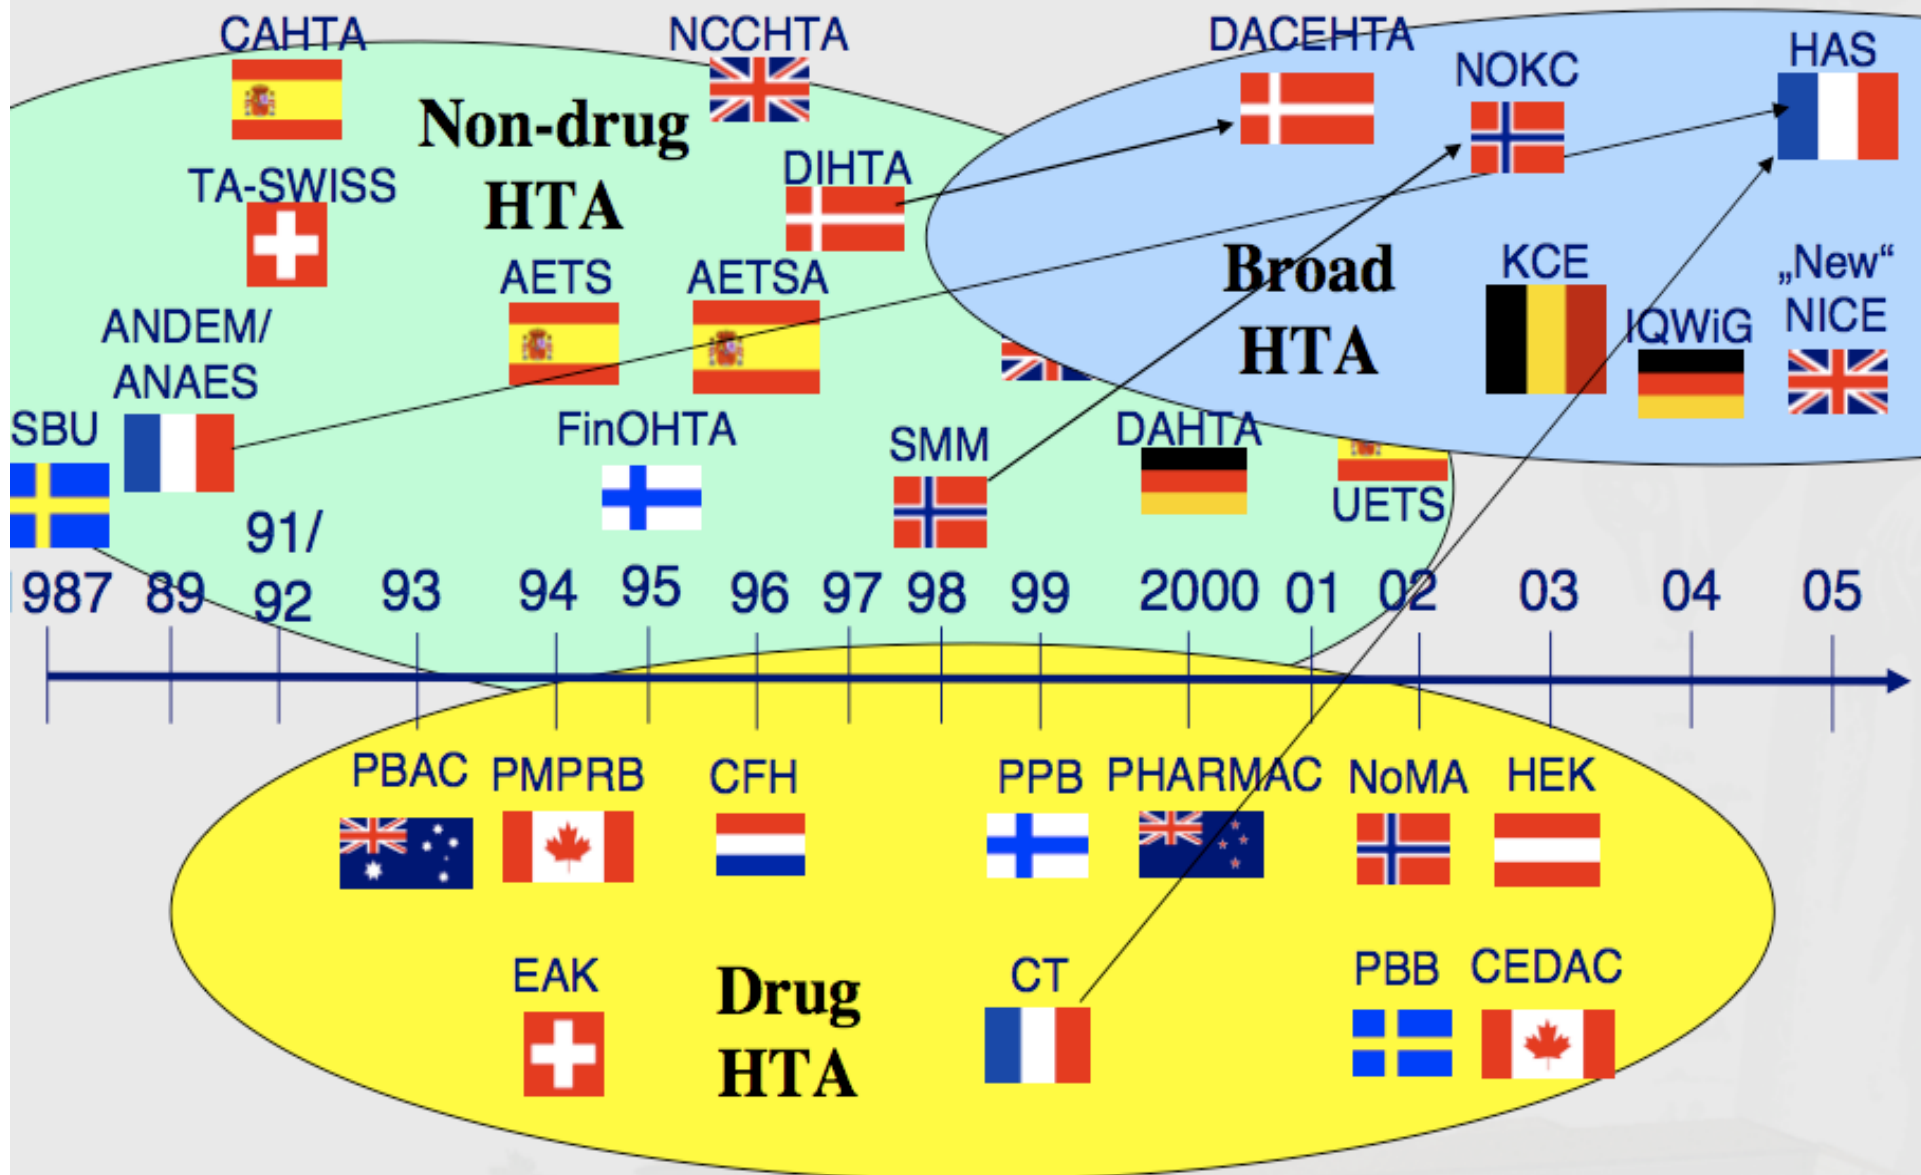 CAHTA
NCCHTA
DACEHTA
NOKC
HAS
Non-drug
HTA
TA-SWISS
DIHTA
AETS
AETSA
Broad
HTA
KCE
IQWiG
„New“
NICE
ANDEM/
ANAES
SBU
FinOHTA
SMM
DAHTA
UETS
987
89
91/
92
93
94
95
96
97
98
99
2000
01
02
03
04
05
PBAC
PMPRB
CFH
PPB
PHARMAC
NoMA
HEK
EAK
Drug
HTA
CT
PBB
CEDAC